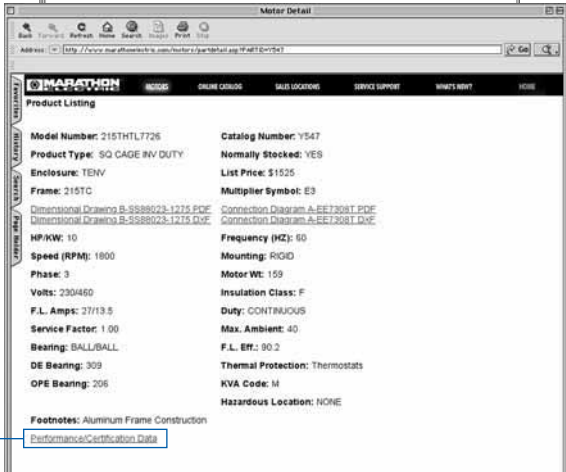 Motor Detail
Back Forward Refresh Home Search Images Print Stop
Address: http://www.marathonelectric.com/motors/partdetail.asp?PARTID=Y547 Go
Favorites
History
Search
Page Holder
MARATHON ELECTRIC MOTORS ONLINE CATALOG SALES LOCATIONS SERVICE SUPPORT WHAT'S NEW? HOME
Product Listing
Model Number: 215THTL7726 Catalog Number: Y547
Product Type: SQ CAGE INV DUTY Normally Stocked: YES
Enclosure: TENV List Price: $1525
Frame: 215TC Multiplier Symbol: E3
Dimensional Drawing B-SS88023-1275.PDF Connection Diagram A-EE7308T.PDF
Dimensional Drawing B-SS88023-1275.DXF Connection Diagram A-EE7308T.DXF
HP/KW: 10 Frequency (HZ): 60
Speed (RPM): 1800 Mounting: RIGID
Phase: 3 Motor Wt: 159
Volts: 230/460 Insulation Class: F
F.L. Amps: 27/13.5 Duty: CONTINUOUS
Service Factor: 1.00 Max. Ambient: 40
Bearing: BALL/BALL F.L. Eff.: 90.2
DE Bearing: 309 Thermal Protection: Thermostats
OPE Bearing: 206 KVA Code: M
Hazardous Location: NONE
Footnotes: Aluminum Frame Construction
Performance/Certification Data